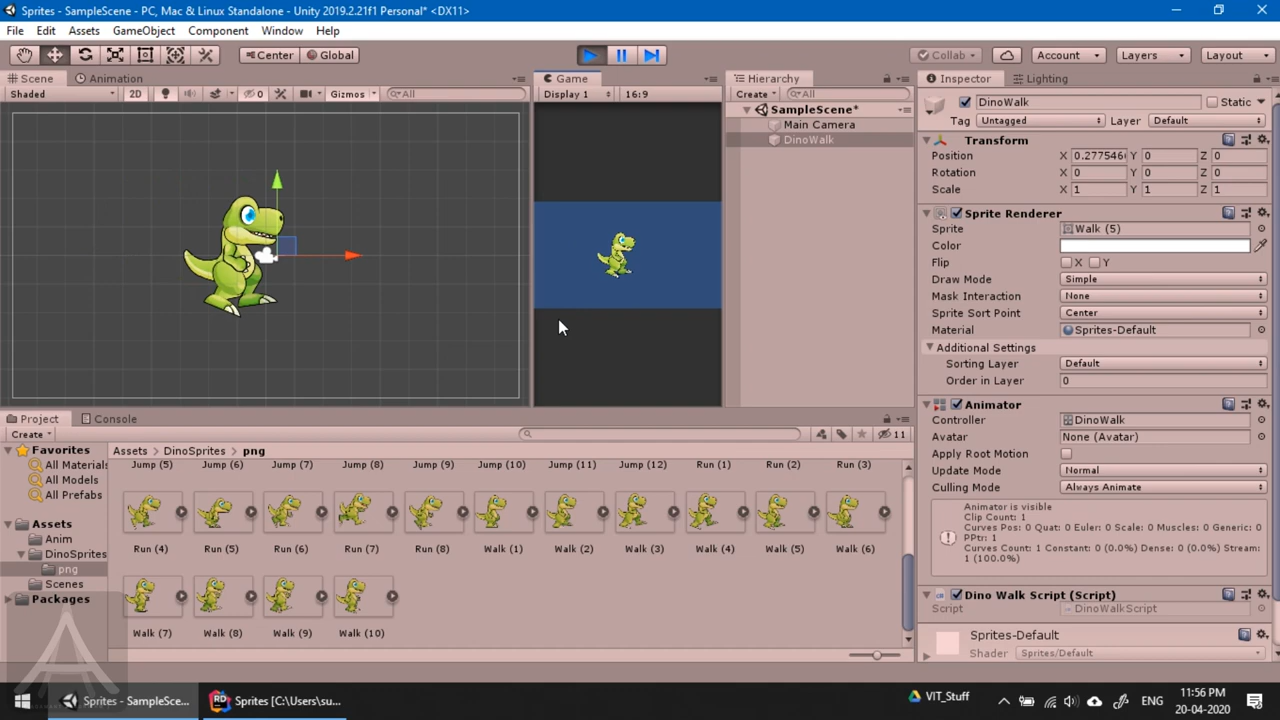 Sprites - SampleScene - PC, Mac & Linux Standalone - Unity 2019.2.21f1 Personal* <DX11>
File Edit Assets GameObject Component Window Help
Center Global Collab Account Layers Layout
Scene Animation
Shaded 2D 0 Gizmos All
Game
Display 1 16:9
Hierarchy
Create All
SampleScene*
Main Camera
DinoWalk
Inspector Lighting
DinoWalk Static
Tag Untagged Layer Default
Transform
Position X 0.277546 Y 0 Z 0
Rotation X 0 Y 0 Z 0
Scale X 1 Y 1 Z 1
Sprite Renderer
Sprite Walk (5)
Color
Flip X Y
Draw Mode Simple
Mask Interaction None
Sprite Sort Point Center
Material Sprites-Default
Additional Settings
Sorting Layer Default
Order in Layer 0
Animator
Controller DinoWalk
Avatar None (Avatar)
Apply Root Motion
Update Mode Normal
Culling Mode Always Animate
Animator is visible
Clip Count: 1
Curves Pos: 0 Quat: 0 Euler: 0 Scale: 0 Muscles: 0 Generic: 0
PPtr: 1
Curves Count: 1 Constant: 0 (0.0%) Dense: 0 (0.0%) Stream:
1 (100.0%)
Dino Walk Script (Script)
Script DinoWalkScript
Sprites-Default
Shader Sprites/Default
Project Console
Create 11
Favorites
All Materials
All Models
All Prefabs
Assets
Anim
DinoSprites
png
Scenes
Packages
Assets DinoSprites png
Jump (5) Jump (6) Jump (7) Jump (8) Jump (9) Jump (10) Jump (11) Jump (12) Run (1) Run (2) Run (3)
Run (4) Run (5) Run (6) Run (7) Run (8) Walk (1) Walk (2) Walk (3) Walk (4) Walk (5) Walk (6)
Walk (7) Walk (8) Walk (9) Walk (10)
Sprites - SampleSce...
RD Sprites [C:\Users\su...
VIT_Stuff
ENG
11:56 PM
20-04-2020